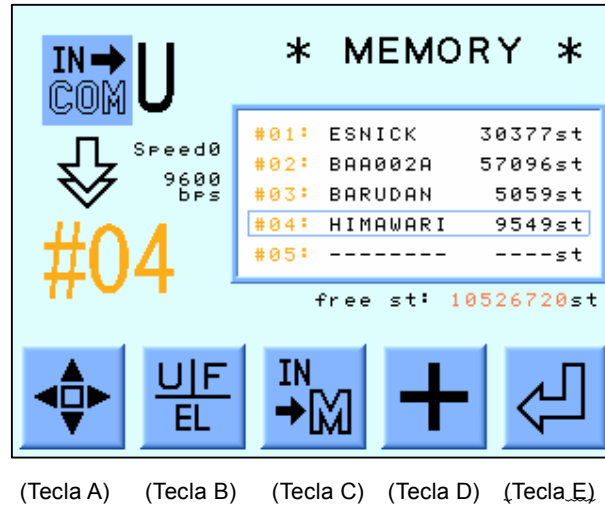 IN
COM
U
* MEMORY *
Speed0
9600
bps
#04
#01: ESNICK 30377st
#02: BAA002A 57096st
#03: BARUDAN 5059st
#04: HIMAWARI 9549st
#05: -------- ----st
free st: 10526720st
U F
EL
IN
M
(Tecla A) (Tecla B) (Tecla C) (Tecla D) (Tecla E)